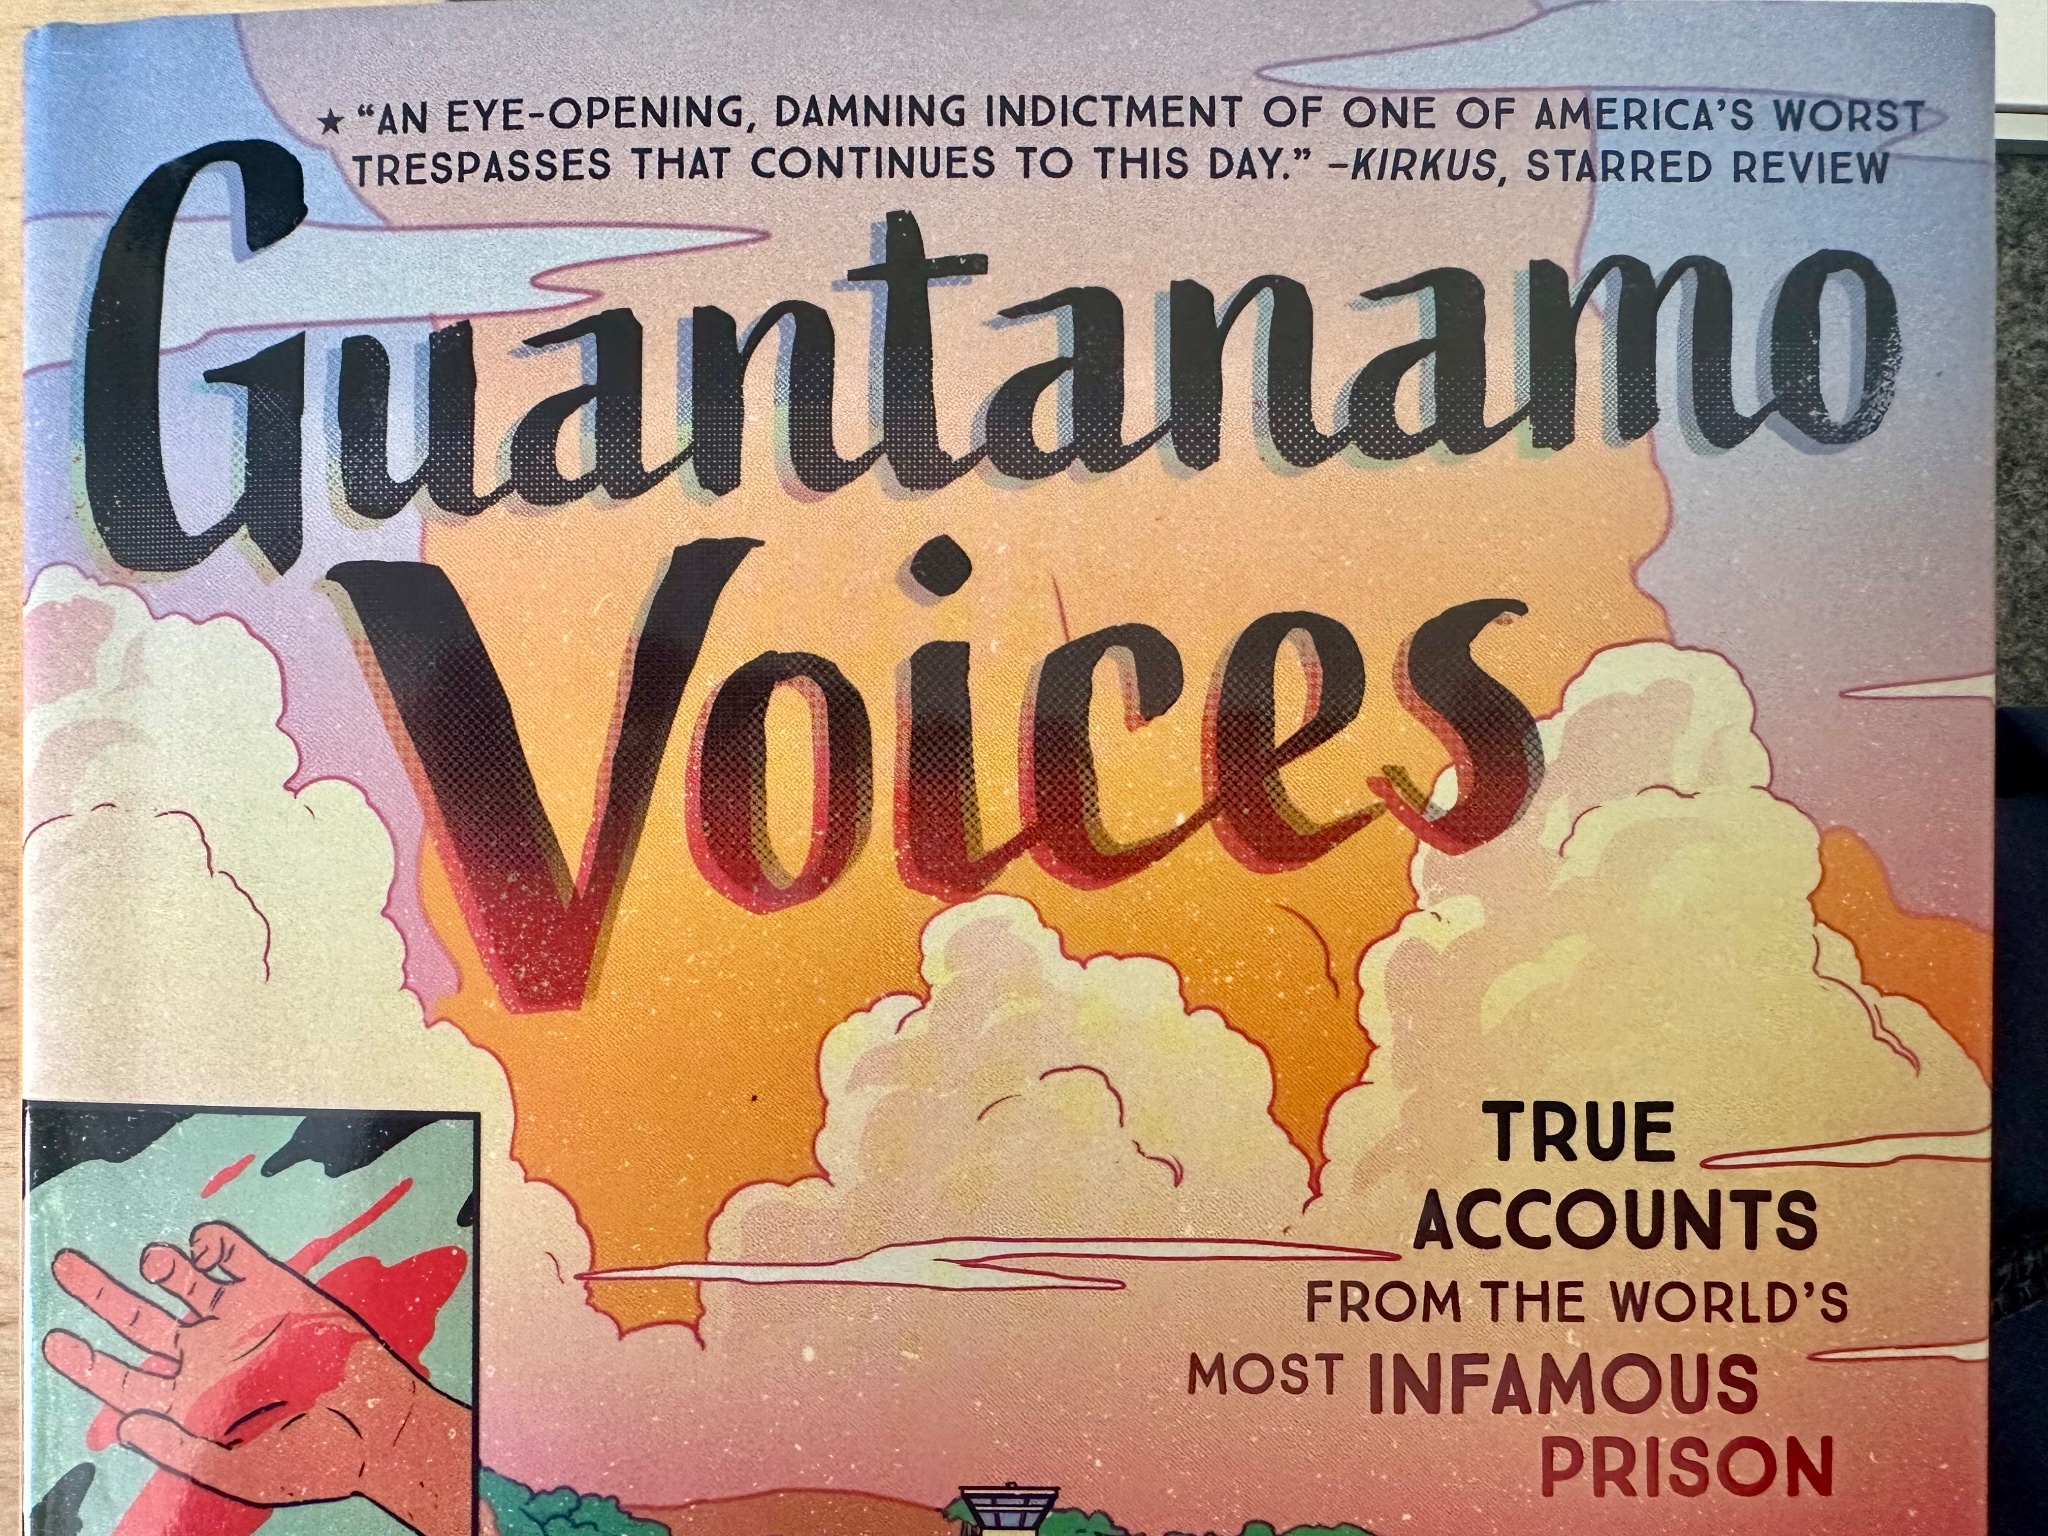 ★ “AN EYE-OPENING, DAMNING INDICTMENT OF ONE OF AMERICA’S WORST
TRESPASSES THAT CONTINUES TO THIS DAY.” –KIRKUS, STARRED REVIEW
Guantanamo
Voices
TRUE
ACCOUNTS
FROM THE WORLD’S
MOST INFAMOUS
PRISON